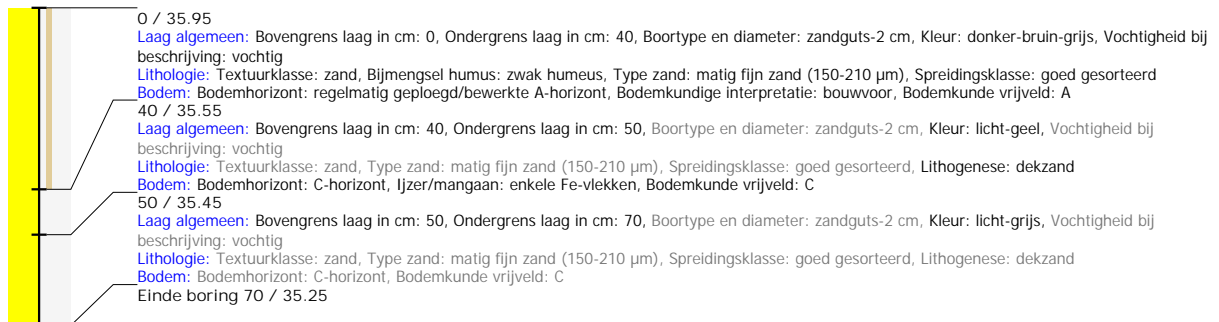 0 / 35.95
Laag algemeen: Bovengrens laag in cm: 0, Ondergrens laag in cm: 40, Boortype en diameter: zandguts-2 cm, Kleur: donker-bruin-grijs, Vochtigheid bij
beschrijving: vochtig
Lithologie: Textuurklasse: zand, Bijmengsel humus: zwak humeus, Type zand: matig fijn zand (150-210 µm), Spreidingsklasse: goed gesorteerd
Bodem: Bodemhorizont: regelmatig geploegd/bewerkte A-horizont, Bodemkundige interpretatie: bouwvoor, Bodemkunde vrijveld: A
40 / 35.55
Laag algemeen: Bovengrens laag in cm: 40, Ondergrens laag in cm: 50, Boortype en diameter: zandguts-2 cm, Kleur: licht-geel, Vochtigheid bij
beschrijving: vochtig
Lithologie: Textuurklasse: zand, Type zand: matig fijn zand (150-210 µm), Spreidingsklasse: goed gesorteerd, Lithogenese: dekzand
Bodem: Bodemhorizont: C-horizont, Ijzer/mangaan: enkele Fe-vlekken, Bodemkunde vrijveld: C
50 / 35.45
Laag algemeen: Bovengrens laag in cm: 50, Ondergrens laag in cm: 70, Boortype en diameter: zandguts-2 cm, Kleur: licht-grijs, Vochtigheid bij
beschrijving: vochtig
Lithologie: Textuurklasse: zand, Type zand: matig fijn zand (150-210 µm), Spreidingsklasse: goed gesorteerd, Lithogenese: dekzand
Bodem: Bodemhorizont: C-horizont, Bodemkunde vrijveld: C
Einde boring 70 / 35.25